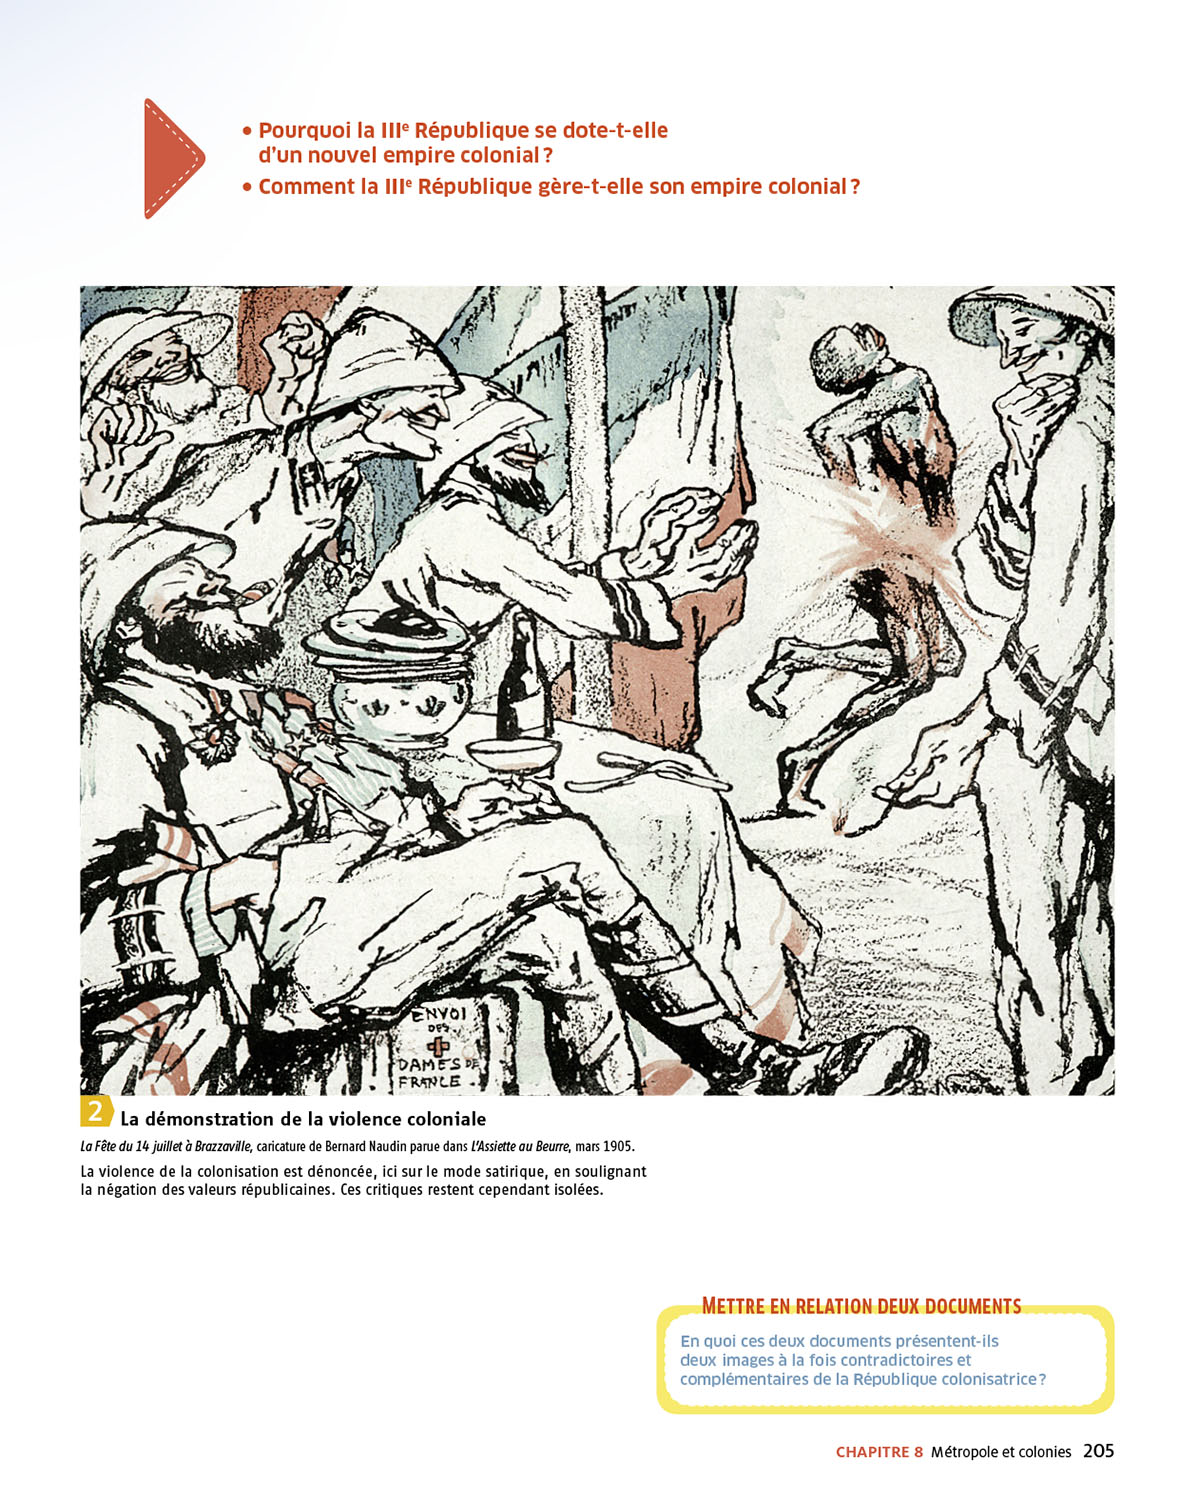 • Pourquoi la IIIe République se dote-t-elle
d'un nouvel empire colonial ?
• Comment la IIIe République gère-t-elle son empire colonial ?
ENVOI
DES
DAMES DE
FRANCE
B. Naudin
2 La démonstration de la violence coloniale
La Fête du 14 juillet à Brazzaville, caricature de Bernard Naudin parue dans L'Assiette au Beurre, mars 1905.
La violence de la colonisation est dénoncée, ici sur le mode satirique, en soulignant
la négation des valeurs républicaines. Ces critiques restent cependant isolées.
METTRE EN RELATION DEUX DOCUMENTS
En quoi ces deux documents présentent-ils
deux images à la fois contradictoires et
complémentaires de la République colonisatrice ?
CHAPITRE 8 Métropole et colonies 205